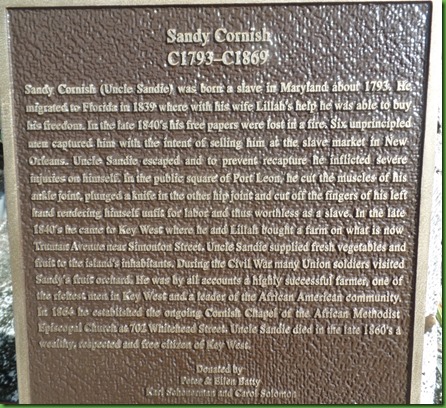 Sandy Cornish
C1793–C1869
Sandy Cornish (Uncle Sandie) was born a slave in Maryland about 1793. He
migrated to Florida in 1839 where with his wife Lillah's help he was able to buy
his freedom. In the late 1840's his free papers were lost in a fire. Six unprincipled
men captured him with the intent of selling him at the slave market in New
Orleans. Uncle Sandie escaped and to prevent recapture he inflicted severe
injuries on himself. In the public square of Port Leon, he cut the muscles of his
ankle joint, plunged a knife in the other hip joint and cut off the fingers of his left
hand rendering himself unfit for labor and thus worthless as a slave. In the late
1840's he came to Key West where he and Lillah bought a farm on what is now
Truman Avenue near Simonton Street. Uncle Sandie supplied fresh vegetables and
fruit to the island's inhabitants. During the Civil War many Union soldiers visited
Sandy's fruit orchard. He was by all accounts a highly successful farmer, one of
the richest men in Key West and a leader of the African American community.
In 1864 he established the ongoing Cornish Chapel of the African Methodist
Episcopal Church at 702 Whitehead Street. Uncle Sandie died in the late 1860's a
wealthy, respected and free citizen of Key West.
Donated by
Peter & Ellen Batty
Karl Schoneman and Carol Solomon